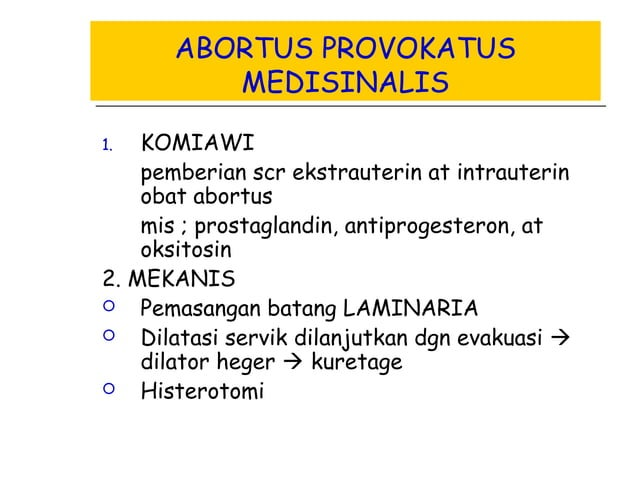 ABORTUS PROVOKATUS
MEDISINALIS
1. KOMIAWI
pemberian scr ekstrauterin at intrauterin
obat abortus
mis ; prostaglandin, antiprogesteron, at
oksitosin
2. MEKANIS
○ Pemasangan batang LAMINARIA
○ Dilatasi servik dilanjutkan dgn evakuasi →
dilator heger → kuretage
○ Histerotomi